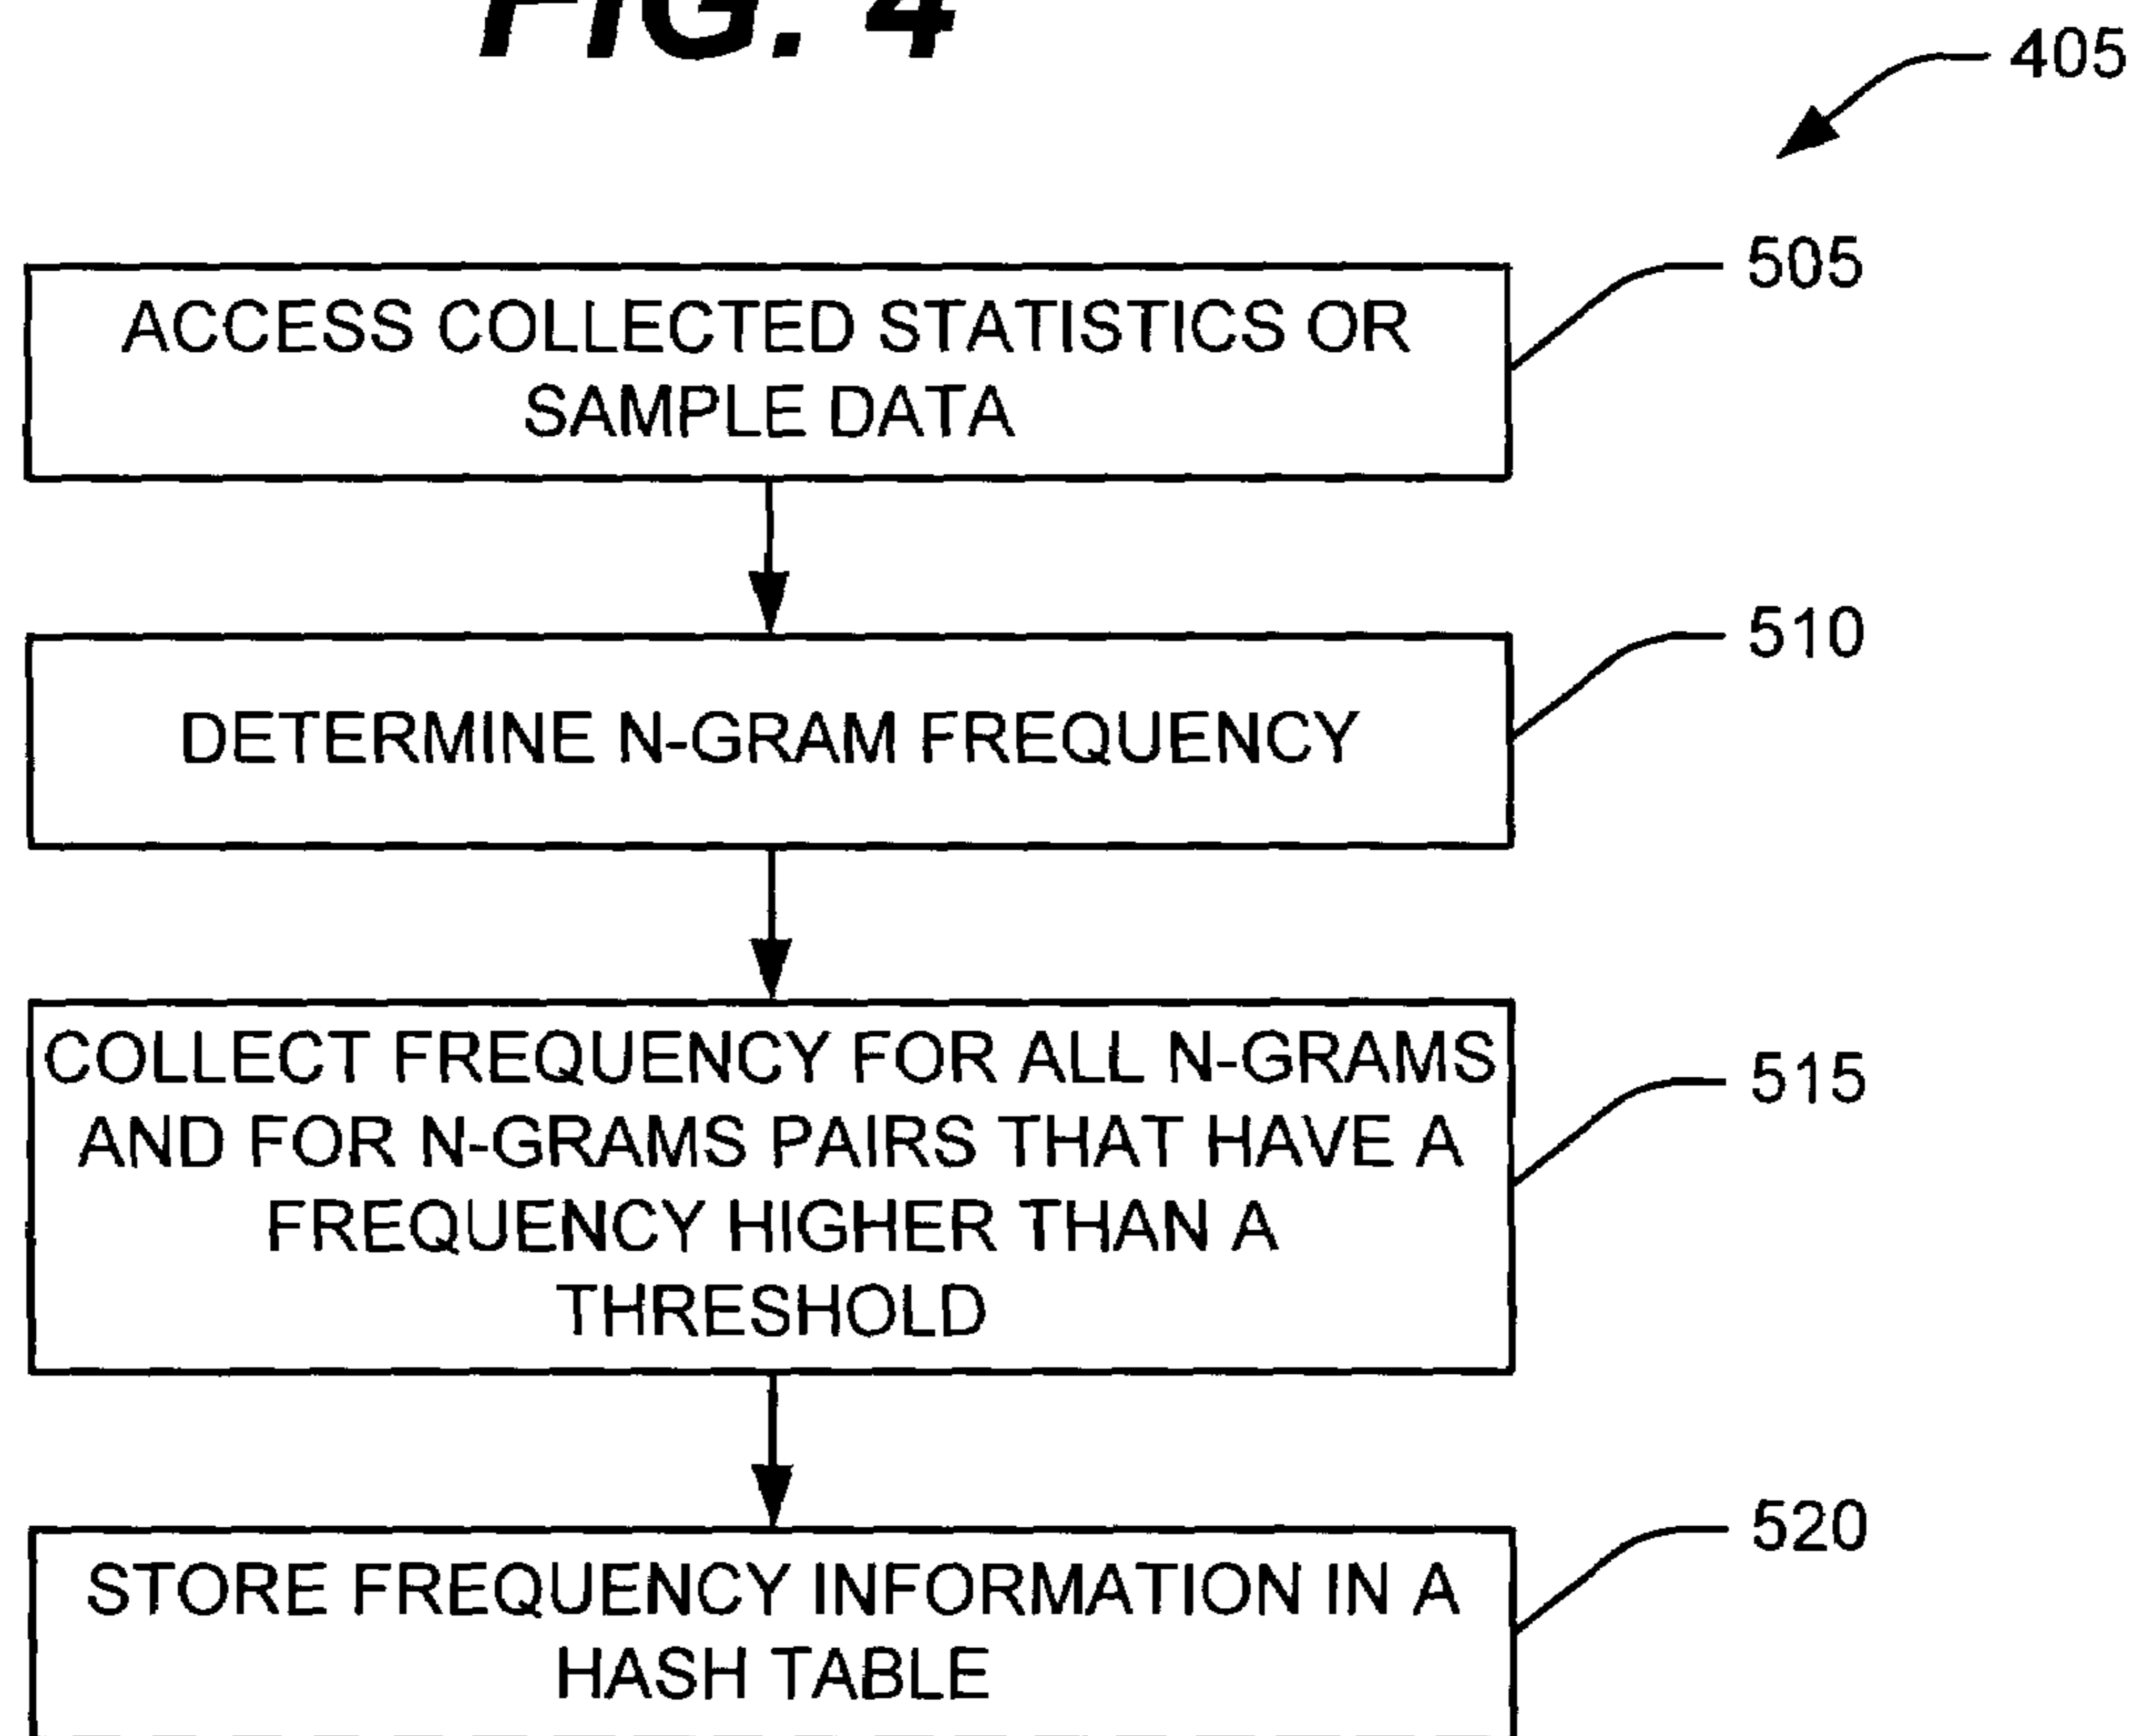 FIG. 4
405
505
ACCESS COLLECTED STATISTICS OR
SAMPLE DATA
510
DETERMINE N-GRAM FREQUENCY
COLLECT FREQUENCY FOR ALL N-GRAMS
515
AND FOR N-GRAMS PAIRS THAT HAVE A
FREQUENCY HIGHER THAN A
THRESHOLD
520
STORE FREQUENCY INFORMATION IN A
HASH TABLE